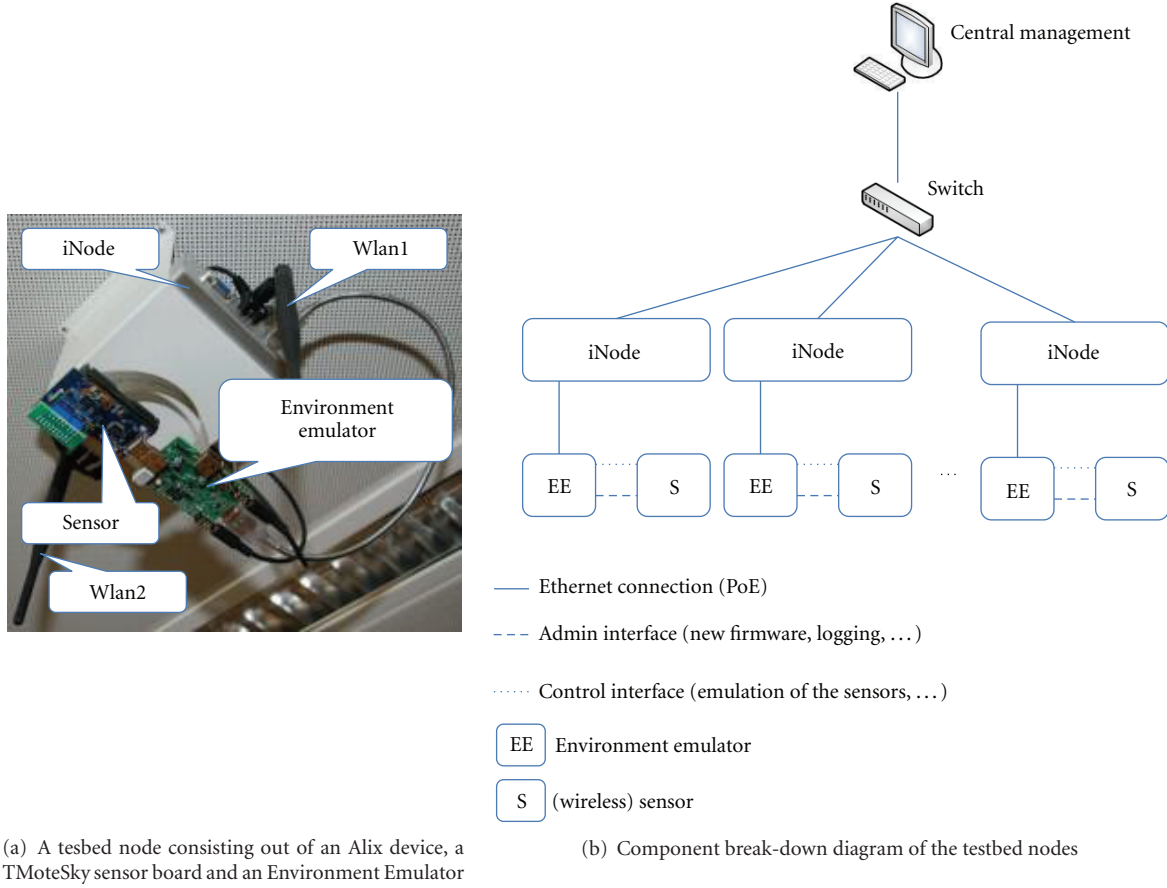 Central management
Switch
iNode
Wlan1
Environment
emulator
Sensor
Wlan2
iNode
iNode
iNode
EE
S
EE
S
...
EE
S
Ethernet connection (PoE)
Admin interface (new firmware, logging, ...)
Control interface (emulation of the sensors, ...)
EE Environment emulator
S (wireless) sensor
(a) A tesbed node consisting out of an Alix device, a
TMoteSky sensor board and an Environment Emulator
(b) Component break-down diagram of the testbed nodes